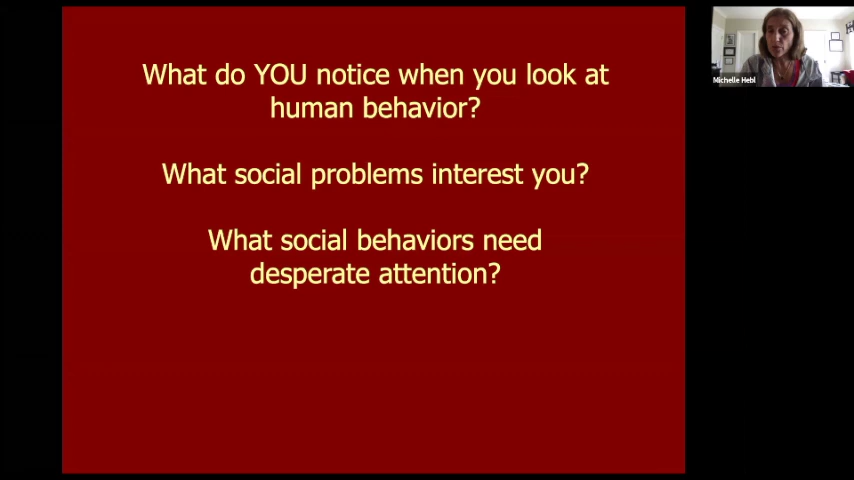 What do YOU notice when you look at
human behavior?
What social problems interest you?
What social behaviors need
desperate attention?
Michelle Hebl